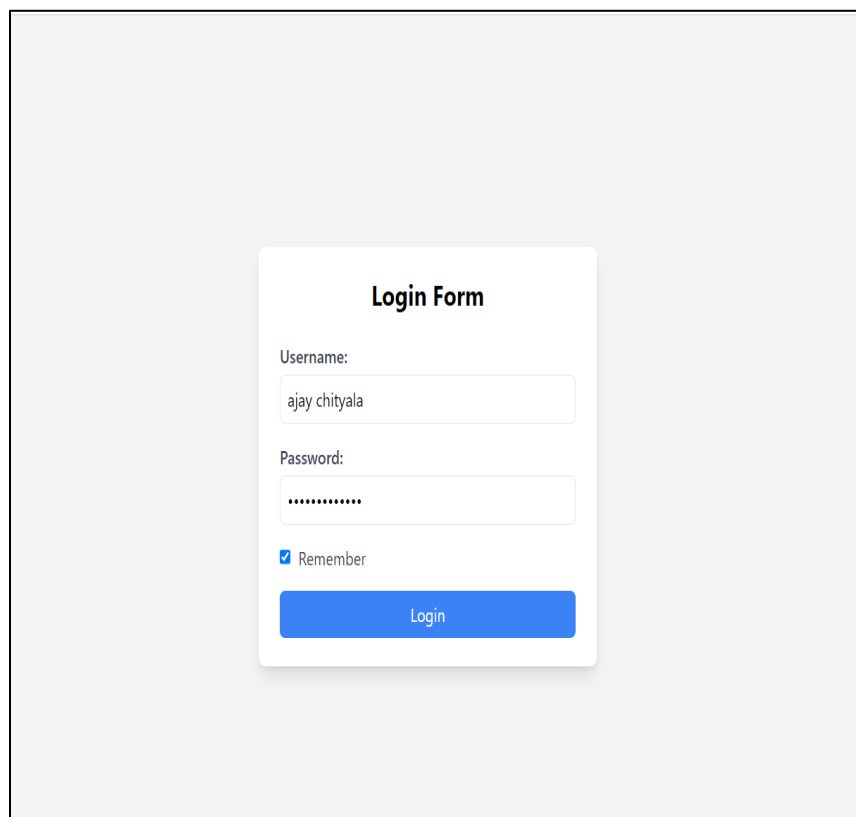 Login Form
Username:
ajay chityala
Password:
•••••••••••••
Remember
Login